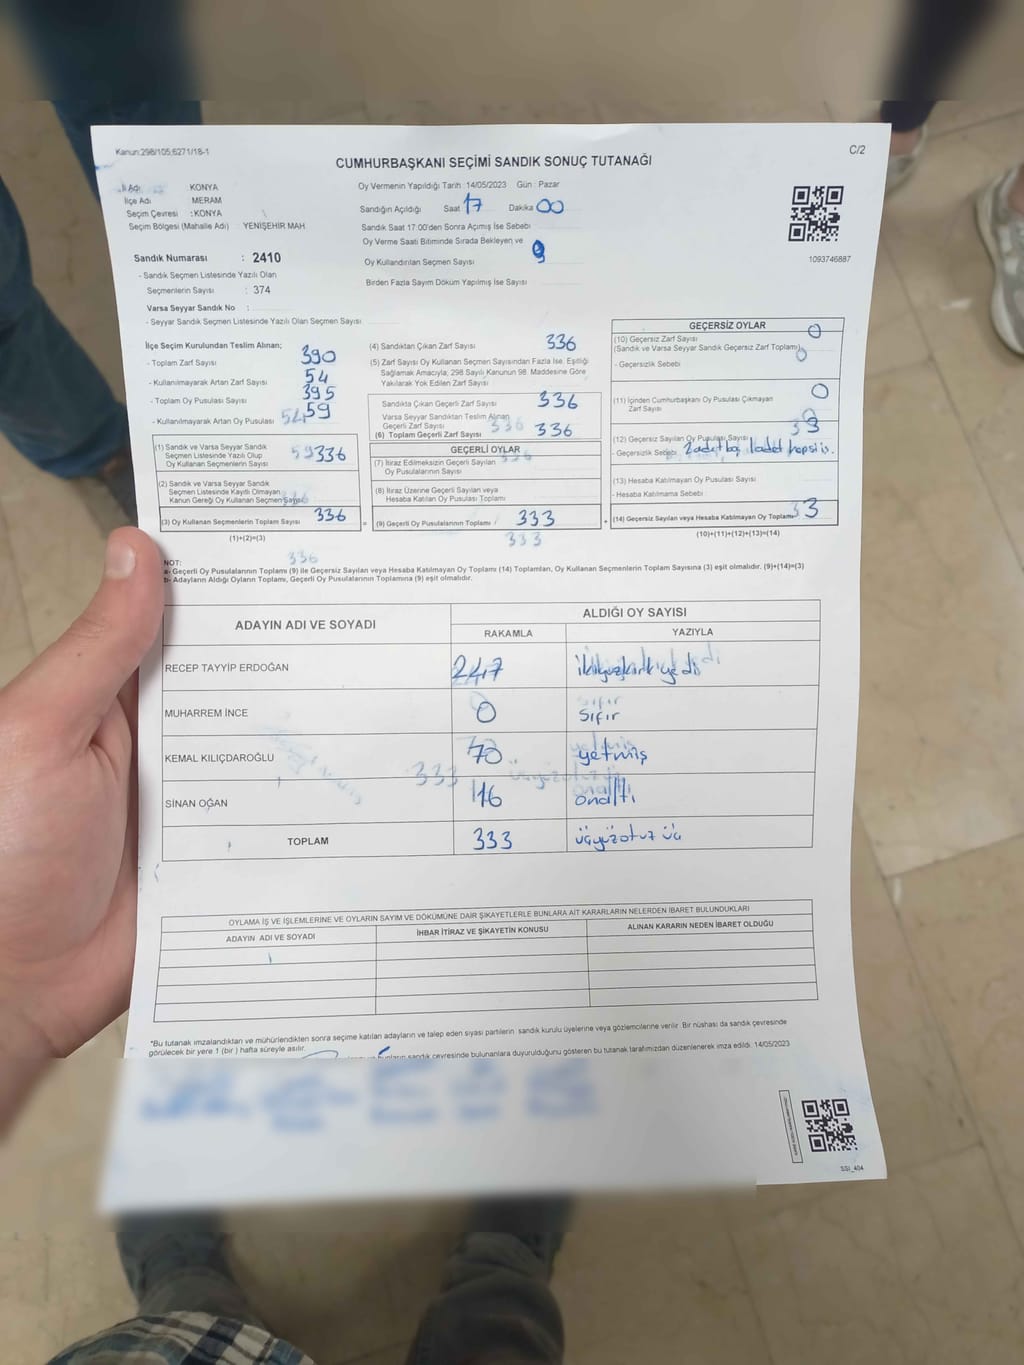 Kanun:298/105;6271/18-1
C/2
CUMHURBAŞKANI SEÇİMİ SANDIK SONUÇ TUTANAĞI
İl Adı KONYA
İlçe Adı MERAM
Seçim Çevresi : KONYA
Seçim Bölgesi (Mahalle Adı) YENİŞEHİR MAH
Sandık Numarası : 2410
- Sandık Seçmen Listesinde Yazılı Olan
Seçmenlerin Sayısı : 374
Varsa Seyyar Sandık No :
- Seyyar Sandık Seçmen Listesinde Yazılı Olan Seçmen Sayısı
Oy Vermenin Yapıldığı Tarih :14/05/2023 Gün : Pazar
Sandığın Açıldığı Saat 17 Dakika 00
Sandık Saat 17:00'den Sonra Açımış İse Sebebi
Oy Verme Saati Bitiminde Sırada Bekleyen ve
Oy Kullandırılan Seçmen Sayısı
Birden Fazla Sayım Döküm Yapılmış İse Sayısı
1093746887
İlçe Seçim Kurulundan Teslim Alınan;
- Toplam Zarf Sayısı 390
- Kullanılmayarak Artan Zarf Sayısı 54
- Toplam Oy Pusulası Sayısı 395
- Kullanılmayarak Artan Oy Pusulası 59
(1) Sandık ve Varsa Seyyar Sandık
Seçmen Listesinde Yazılı Olup
Oy Kullanan Seçmenlerin Sayısı 336
(2) Sandık ve Varsa Seyyar Sandık
Seçmen Listesinde Kayıtlı Olmayan
Kanun Gereği Oy Kullanan Seçmen Sayısı
(3) Oy Kullanan Seçmenlerin Toplam Sayısı 336
(1)+(2)=(3)
336
(4) Sandıktan Çıkan Zarf Sayısı 336
(5) Zarf Sayısı Oy Kullanan Seçmen Sayısından Fazla İse, Eşitliği
Sağlamak Amacıyla; 298 Sayılı Kanunun 98. Maddesine Göre
Yakılarak Yok Edilen Zarf Sayısı
Sandıkta Çıkan Geçerli Zarf Sayısı 336
Varsa Seyyar Sandıktan Teslim Alınan
Geçerli Zarf Sayısı 336
(6) Toplam Geçerli Zarf Sayısı 336
GEÇERLİ OYLAR
(7) İtiraz Edilmeksizin Geçerli Sayılan
Oy Pusulalarının Sayısı
(8) İtiraz Üzerine Geçerli Sayılan veya
Hesaba Katılan Oy Pusulası Toplamı
= (9) Geçerli Oy Pusulalarının Toplamı 333
333
GEÇERSİZ OYLAR
(10) Geçersiz Zarf Sayısı 0
(Sandık ve Varsa Seyyar Sandık Geçersiz Zarf Toplamı) 0
- Geçersizlik Sebebi
(11) İçinden Cumhurbaşkanı Oy Pusulası Çıkmayan 0
Zarf Sayısı
(12) Geçersiz Sayılan Oy Pusulası Sayısı 3
- Geçersizlik Sebebi 2 adet boş 1 adet hepsi is.
(13) Hesaba Katılmayan Oy Pusulası Sayısı
- Hesaba Katılmama Sebebi
+ (14) Geçersiz Sayılan veya Hesaba Katılmayan Oy Toplamı 3
(10)+(11)+(12)+(13)=(14)
NOT:
a- Geçerli Oy Pusulalarının Toplamı (9) ile Geçersiz Sayılan veya Hesaba Katılmayan Oy Toplamı (14) Toplamları, Oy Kullanan Seçmenlerin Toplam Sayısına (3) eşit olmalıdır. (9)+(14)=(3)
b- Adayların Aldığı Oyların Toplamı, Geçerli Oy Pusulalarının Toplamına (9) eşit olmalıdır.
ADAYIN ADI VE SOYADI
ALDIĞI OY SAYISI
RAKAMLA YAZIYLA
RECEP TAYYİP ERDOĞAN 247 ikiyüzkırkyedi
MUHARREM İNCE 0 sıfır
KEMAL KILIÇDAROĞLU 70 yetmiş
SİNAN OĞAN 16 onaltı
TOPLAM 333 üçyüzotuz üç
OYLAMA İŞ VE İŞLEMLERİNE VE OYLARIN SAYIM VE DÖKÜMÜNE DAİR ŞİKAYETLERLE BUNLARA AİT KARARLARIN NELERDEN İBARET BULUNDUKLARI
ADAYIN ADI VE SOYADI İHBAR İTİRAZ VE ŞİKAYETİN KONUSU ALINAN KARARIN NEDEN İBARET OLDUĞU
*Bu tutanak imzalandıktan ve mühürlendikten sonra seçime katılan adayların ve talep eden siyasi partilerin sandık kurulu üyelerine veya gözlemcilerine verilir. Bir nüshası da sandık çevresinde
görülecek bir yere 1 (bir) hafta süreyle asılır.
sandık çevresinde bulunanlara duyurulduğunu gösteren bu tutanak tarafımızdan düzenlenerek imza edildi. 14/05/2023
SSI_404